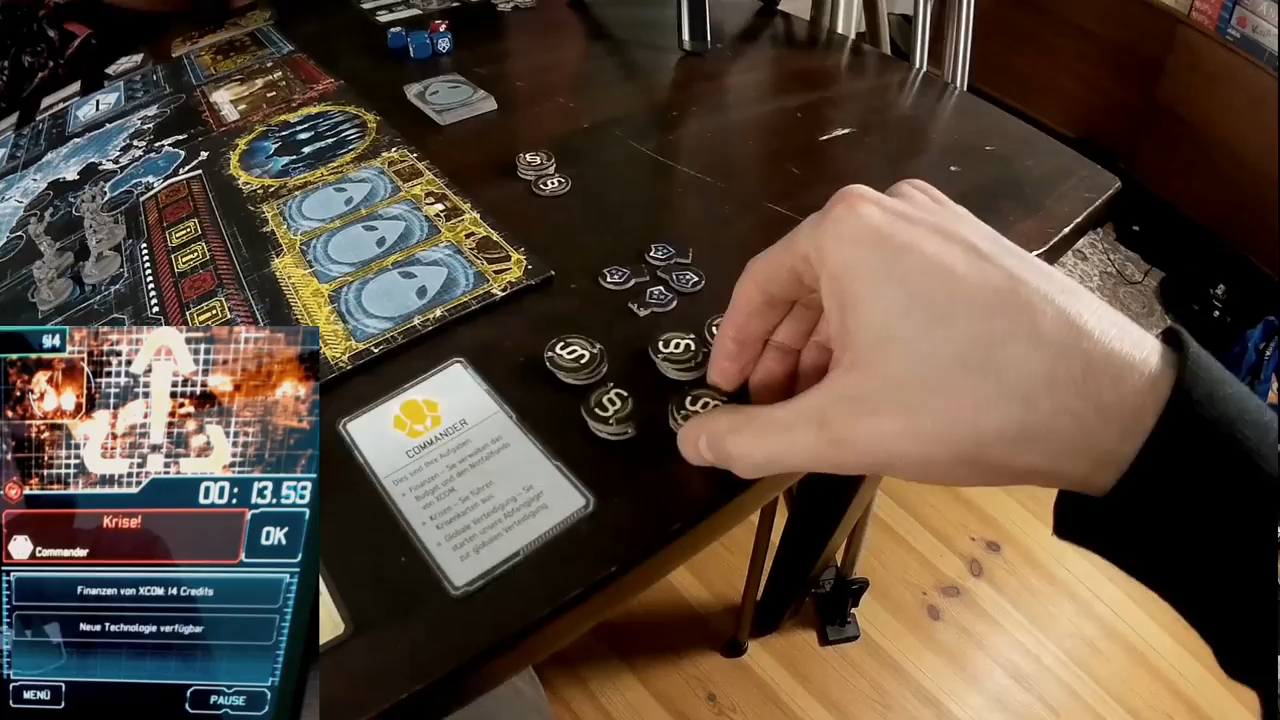 §14
00: 13.58
Krise!
Commander
OK
Finanzen von XCOM: 14 Credits
Neue Technologie verfügbar
MENÜ
PAUSE
COMMANDER
Dies sind Ihre Aufgaben
» Finanzen – Sie verwalten das
Budget und den Notfallfonds
von XCOM.
» Krisen – Sie führen
Krisenkarten aus
» Globale Verteidigung – Sie
starten unsere Abfangjäger
zur globalen Verteidigung